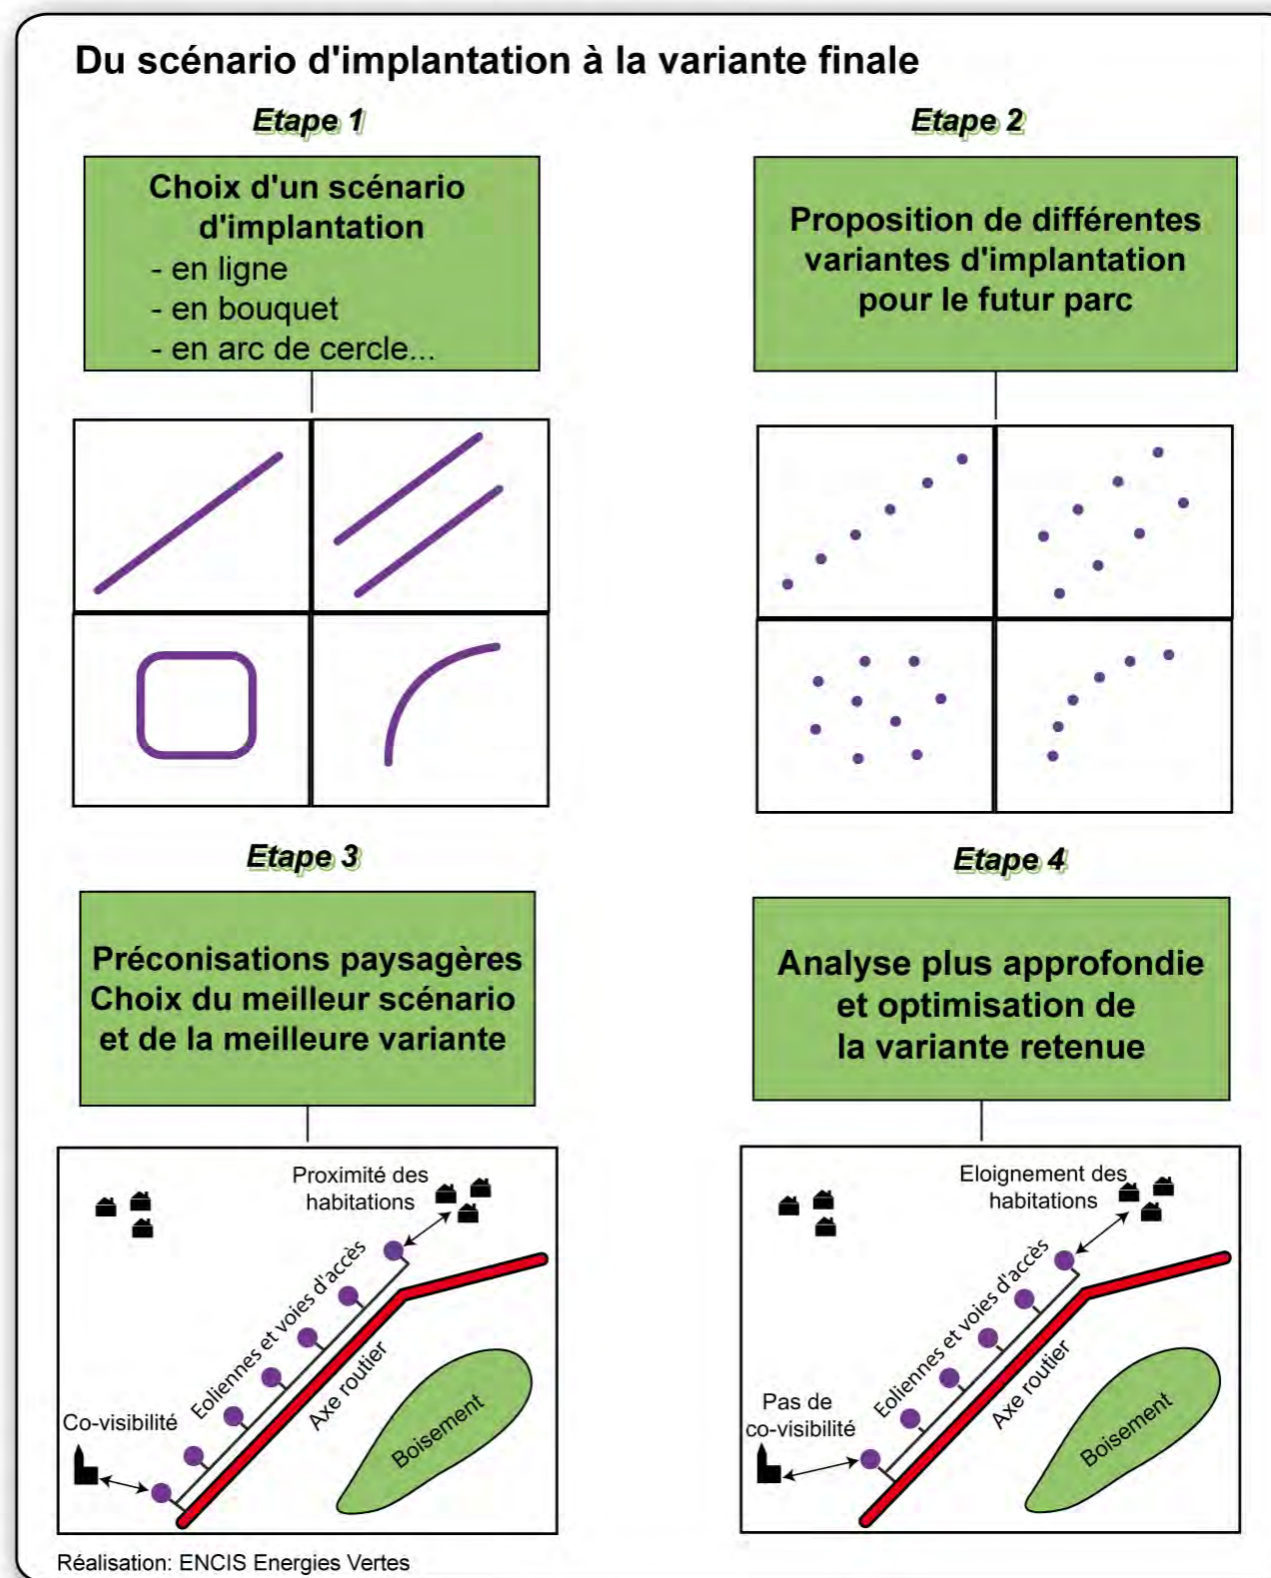 Du scénario d'implantation à la variante finale
Etape 1
Choix d'un scénario
d'implantation
- en ligne
- en bouquet
- en arc de cercle...
Etape 2
Proposition de différentes
variantes d'implantation
pour le futur parc
Etape 3
Préconisations paysagères
Choix du meilleur scénario
et de la meilleure variante
Proximité des
habitations
Eoliennes et voies d'accès
Axe routier
Co-visibilité
Boisement
Etape 4
Analyse plus approfondie
et optimisation de
la variante retenue
Eloignement des
habitations
Eoliennes et voies d'accès
Axe routier
Pas de
co-visibilité
Boisement
Réalisation: ENCIS Energies Vertes